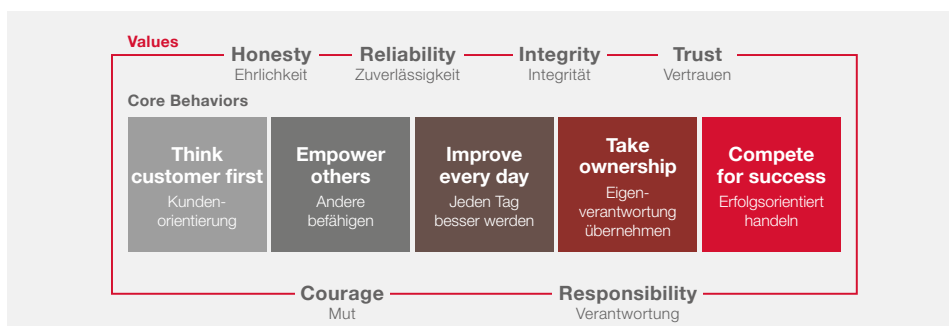 Values
Honesty Reliability Integrity Trust
Ehrlichkeit Zuverlässigkeit Integrität Vertrauen
Core Behaviors
Think
customer first
Kunden-
orientierung
Empower
others
Andere
befähigen
Improve
every day
Jeden Tag
besser werden
Take
ownership
Eigen-
verantwortung
übernehmen
Compete
for success
Erfolgsorientiert
handeln
Courage Responsibility
Mut Verantwortung